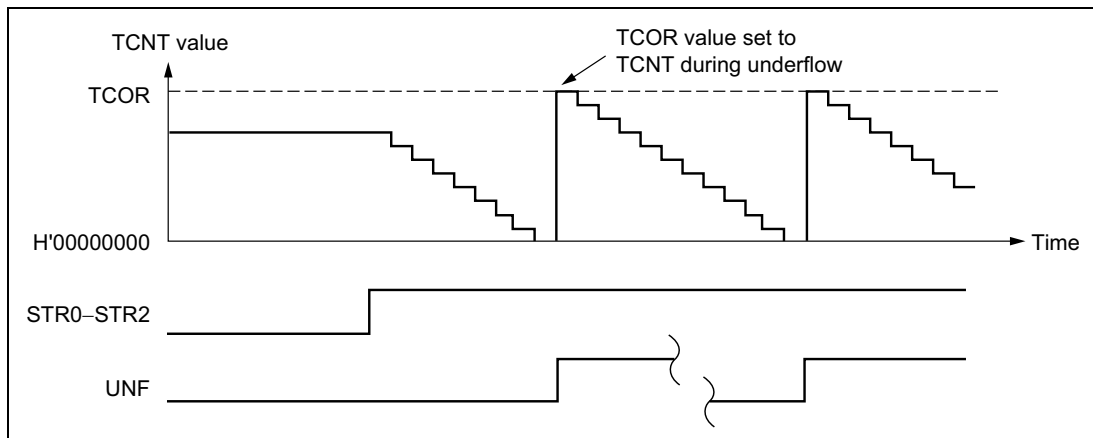 TCNT value
TCOR value set to
TCNT during underflow
TCOR
H'00000000
Time
STR0–STR2
UNF